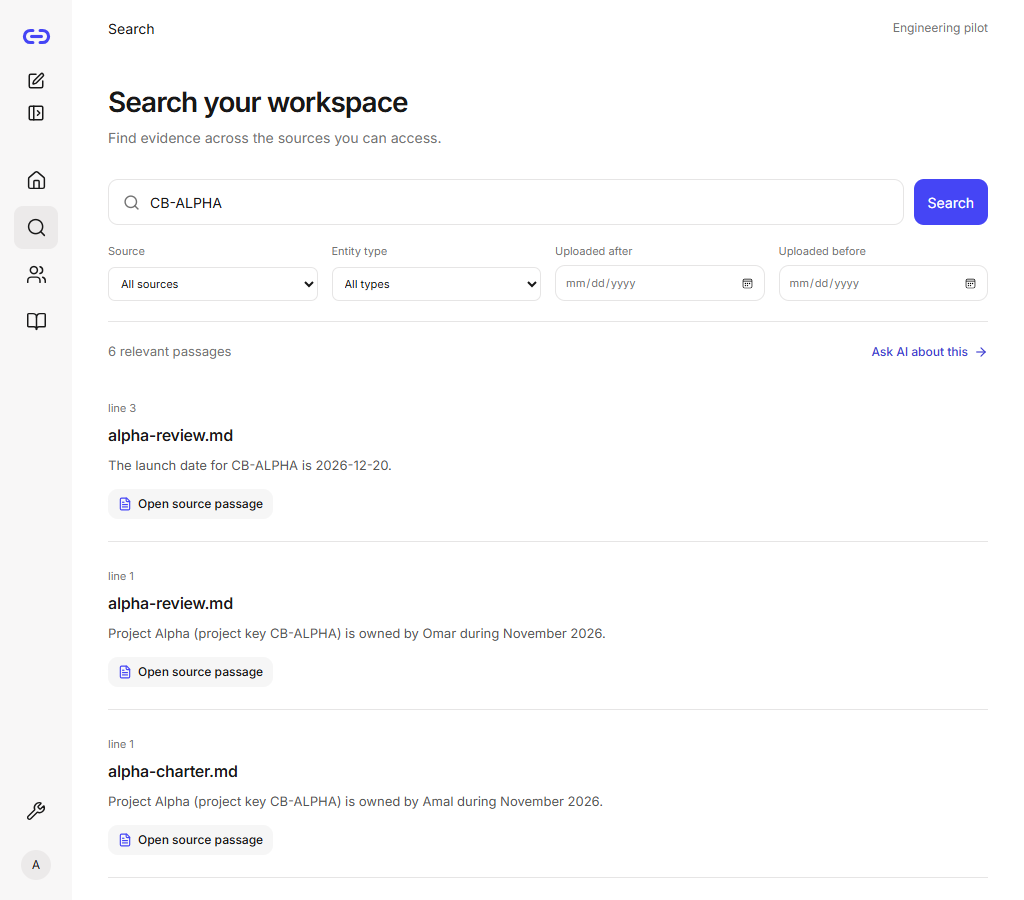 Search
Engineering pilot
Search your workspace
Find evidence across the sources you can access.
CB-ALPHA
Search
Source
Entity type
Uploaded after
Uploaded before
All sources
All types
mm/dd/yyyy
mm/dd/yyyy
6 relevant passages
Ask AI about this
line 3
alpha-review.md
The launch date for CB-ALPHA is 2026-12-20.
Open source passage
line 1
alpha-review.md
Project Alpha (project key CB-ALPHA) is owned by Omar during November 2026.
Open source passage
line 1
alpha-charter.md
Project Alpha (project key CB-ALPHA) is owned by Amal during November 2026.
Open source passage
A